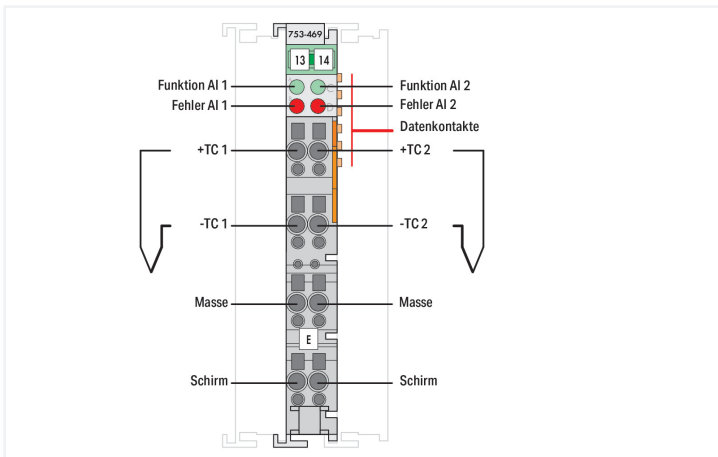 753-469
13 14
Funktion AI 1
Funktion AI 2
C
Fehler AI 1
Fehler AI 2
D
Datenkontakte
+TC 1
+TC 2
-TC 1
-TC 2
Masse
Masse
E
Schirm
Schirm